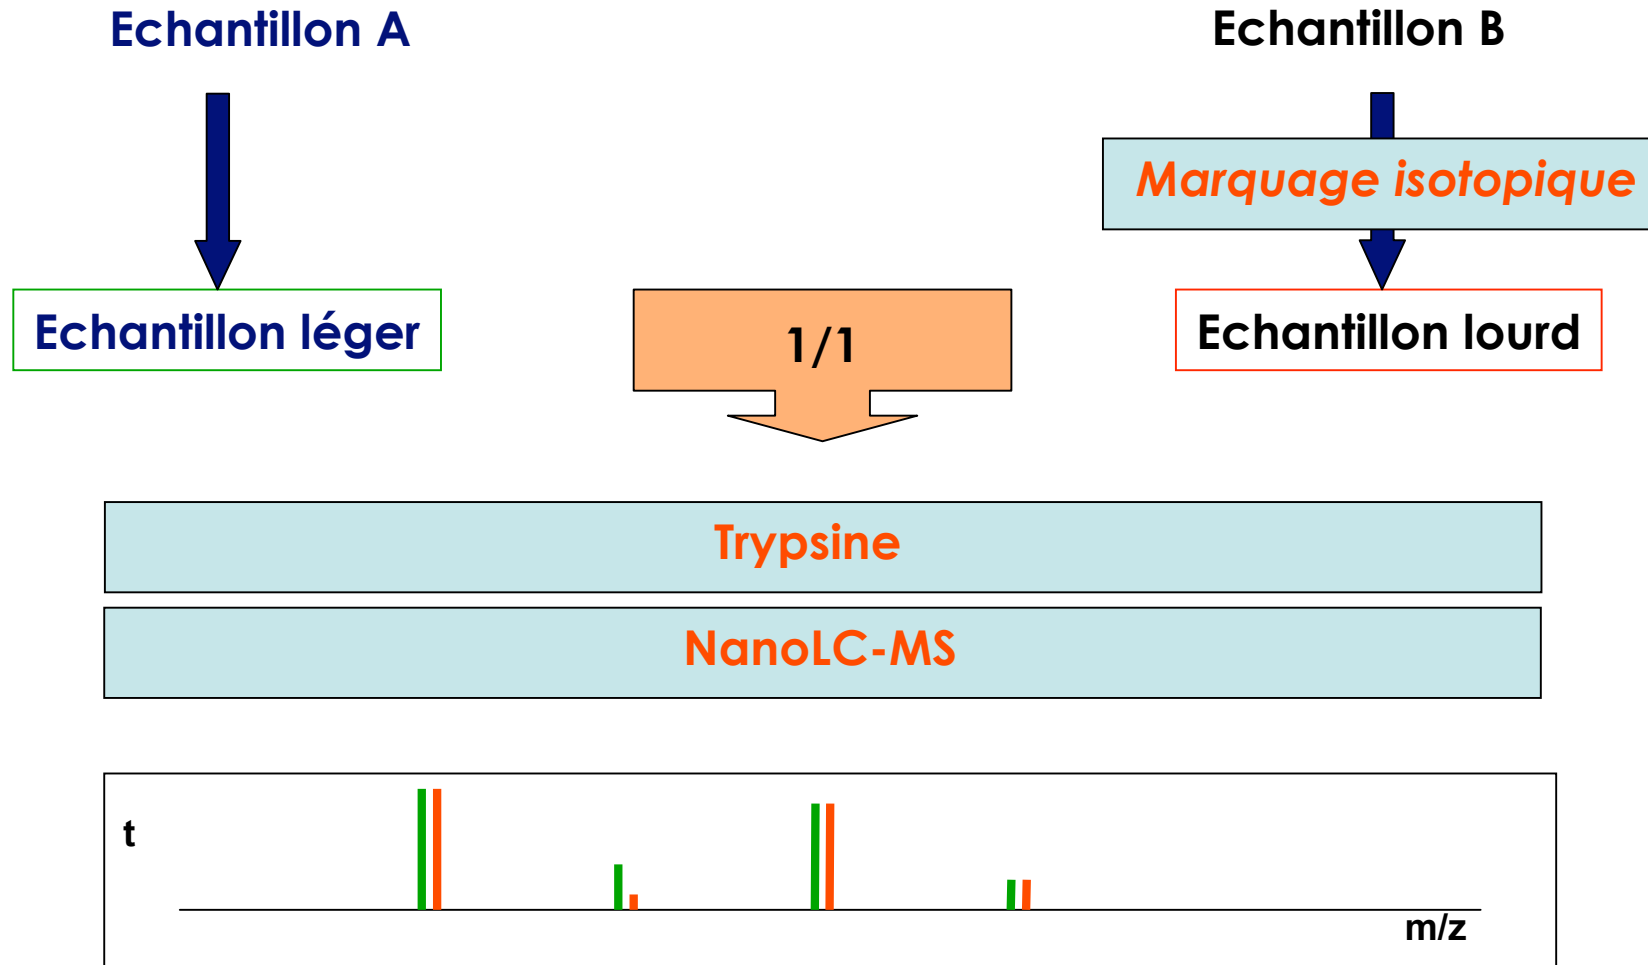 Echantillon A
Echantillon B
Marquage isotopique
Echantillon léger
1/1
Echantillon lourd
Trypsine
NanoLC-MS
t
m/z